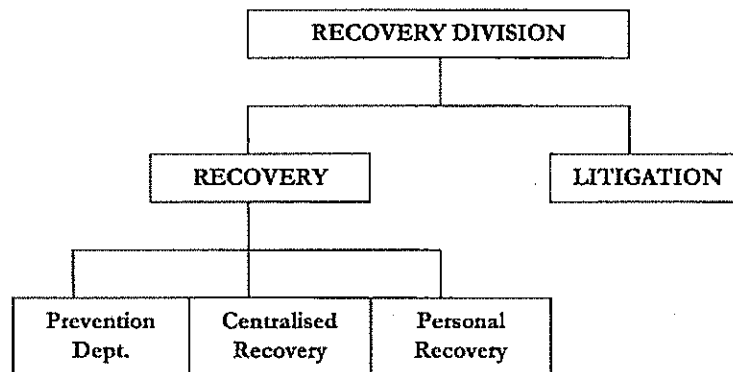 RECOVERY DIVISION
RECOVERY
LITIGATION
Prevention
Dept.
Centralised
Recovery
Personal
Recovery